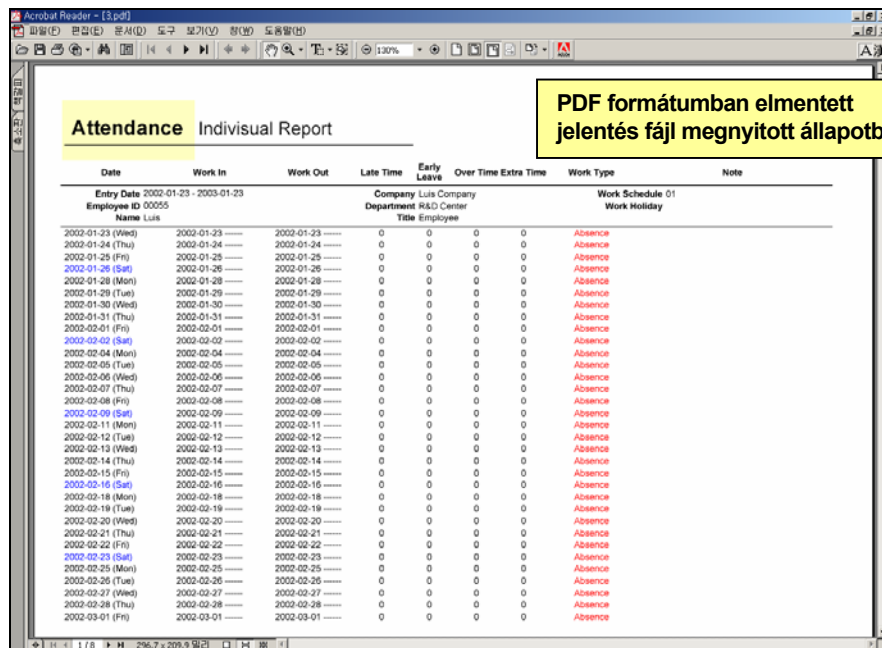 Acrobat Reader - [3.pdf]
파일(F) 편집(E) 문서(D) 도구 보기(V) 창(W) 도움말(H)
130%
PDF formátumban elmentett
jelentés fájl megnyitott állapotb
Attendance Indivisual Report
Date Work In Work Out Late Time Early Leave Over Time Extra Time Work Type Note
Entry Date 2002-01-23 - 2003-01-23 Company Luis Company Work Schedule 01
Employee ID 00055 Department R&D Center Work Holiday
Name Luis Title Employee
2002-01-23 (Wed) 2002-01-23 ------ 2002-01-23 ------ 0 0 0 0 Absence
2002-01-24 (Thu) 2002-01-24 ------ 2002-01-24 ------ 0 0 0 0 Absence
2002-01-25 (Fri) 2002-01-25 ------ 2002-01-25 ------ 0 0 0 0 Absence
2002-01-26 (Sat) 2002-01-26 ------ 2002-01-26 ------ 0 0 0 0 Absence
2002-01-28 (Mon) 2002-01-28 ------ 2002-01-28 ------ 0 0 0 0 Absence
2002-01-29 (Tue) 2002-01-29 ------ 2002-01-29 ------ 0 0 0 0 Absence
2002-01-30 (Wed) 2002-01-30 ------ 2002-01-30 ------ 0 0 0 0 Absence
2002-01-31 (Thu) 2002-01-31 ------ 2002-01-31 ------ 0 0 0 0 Absence
2002-02-01 (Fri) 2002-02-01 ------ 2002-02-01 ------ 0 0 0 0 Absence
2002-02-02 (Sat) 2002-02-02 ------ 2002-02-02 ------ 0 0 0 0 Absence
2002-02-04 (Mon) 2002-02-04 ------ 2002-02-04 ------ 0 0 0 0 Absence
2002-02-05 (Tue) 2002-02-05 ------ 2002-02-05 ------ 0 0 0 0 Absence
2002-02-06 (Wed) 2002-02-06 ------ 2002-02-06 ------ 0 0 0 0 Absence
2002-02-07 (Thu) 2002-02-07 ------ 2002-02-07 ------ 0 0 0 0 Absence
2002-02-08 (Fri) 2002-02-08 ------ 2002-02-08 ------ 0 0 0 0 Absence
2002-02-09 (Sat) 2002-02-09 ------ 2002-02-09 ------ 0 0 0 0 Absence
2002-02-11 (Mon) 2002-02-11 ------ 2002-02-11 ------ 0 0 0 0 Absence
2002-02-12 (Tue) 2002-02-12 ------ 2002-02-12 ------ 0 0 0 0 Absence
2002-02-13 (Wed) 2002-02-13 ------ 2002-02-13 ------ 0 0 0 0 Absence
2002-02-14 (Thu) 2002-02-14 ------ 2002-02-14 ------ 0 0 0 0 Absence
2002-02-15 (Fri) 2002-02-15 ------ 2002-02-15 ------ 0 0 0 0 Absence
2002-02-16 (Sat) 2002-02-16 ------ 2002-02-16 ------ 0 0 0 0 Absence
2002-02-18 (Mon) 2002-02-18 ------ 2002-02-18 ------ 0 0 0 0 Absence
2002-02-19 (Tue) 2002-02-19 ------ 2002-02-19 ------ 0 0 0 0 Absence
2002-02-20 (Wed) 2002-02-20 ------ 2002-02-20 ------ 0 0 0 0 Absence
2002-02-21 (Thu) 2002-02-21 ------ 2002-02-21 ------ 0 0 0 0 Absence
2002-02-22 (Fri) 2002-02-22 ------ 2002-02-22 ------ 0 0 0 0 Absence
2002-02-23 (Sat) 2002-02-23 ------ 2002-02-23 ------ 0 0 0 0 Absence
2002-02-25 (Mon) 2002-02-25 ------ 2002-02-25 ------ 0 0 0 0 Absence
2002-02-26 (Tue) 2002-02-26 ------ 2002-02-26 ------ 0 0 0 0 Absence
2002-02-27 (Wed) 2002-02-27 ------ 2002-02-27 ------ 0 0 0 0 Absence
2002-02-28 (Thu) 2002-02-28 ------ 2002-02-28 ------ 0 0 0 0 Absence
2002-03-01 (Fri) 2002-03-01 ------ 2002-03-01 ------ 0 0 0 0 Absence
1/8 296.7 x 209.9 밀리